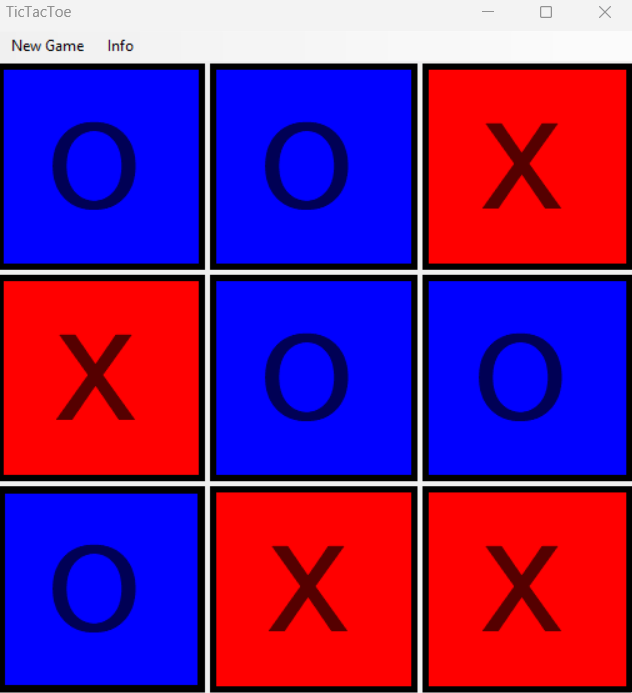 TicTacToe
New Game Info
O O X
X O O
O X X